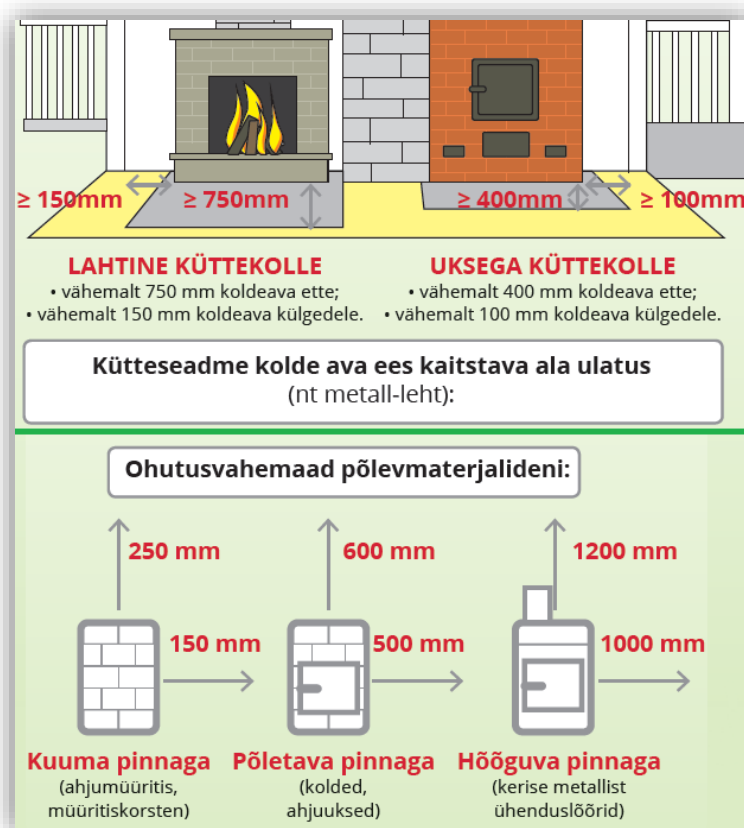 ≥ 150mm ≥ 750mm ≥ 400mm ≥ 100mm
LAHTINE KÜTTEKOLLE
• vähemalt 750 mm koldeava ette;
• vähemalt 150 mm koldeava külgedele.
UKSEGA KÜTTEKOLLE
• vähemalt 400 mm koldeava ette;
• vähemalt 100 mm koldeava külgedele.
Kütteseadme kolde ava ees kaitstava ala ulatus
(nt metall-leht):
Ohutusvahemaad põlevmaterjalideni:
250 mm
150 mm
Kuuma pinnaga
(ahjumüüritis,
müüritiskorsten)
600 mm
500 mm
Põletava pinnaga
(kolded,
ahjuuksed)
1200 mm
1000 mm
Hõõguva pinnaga
(kerise metallist
ühenduslõõrid)